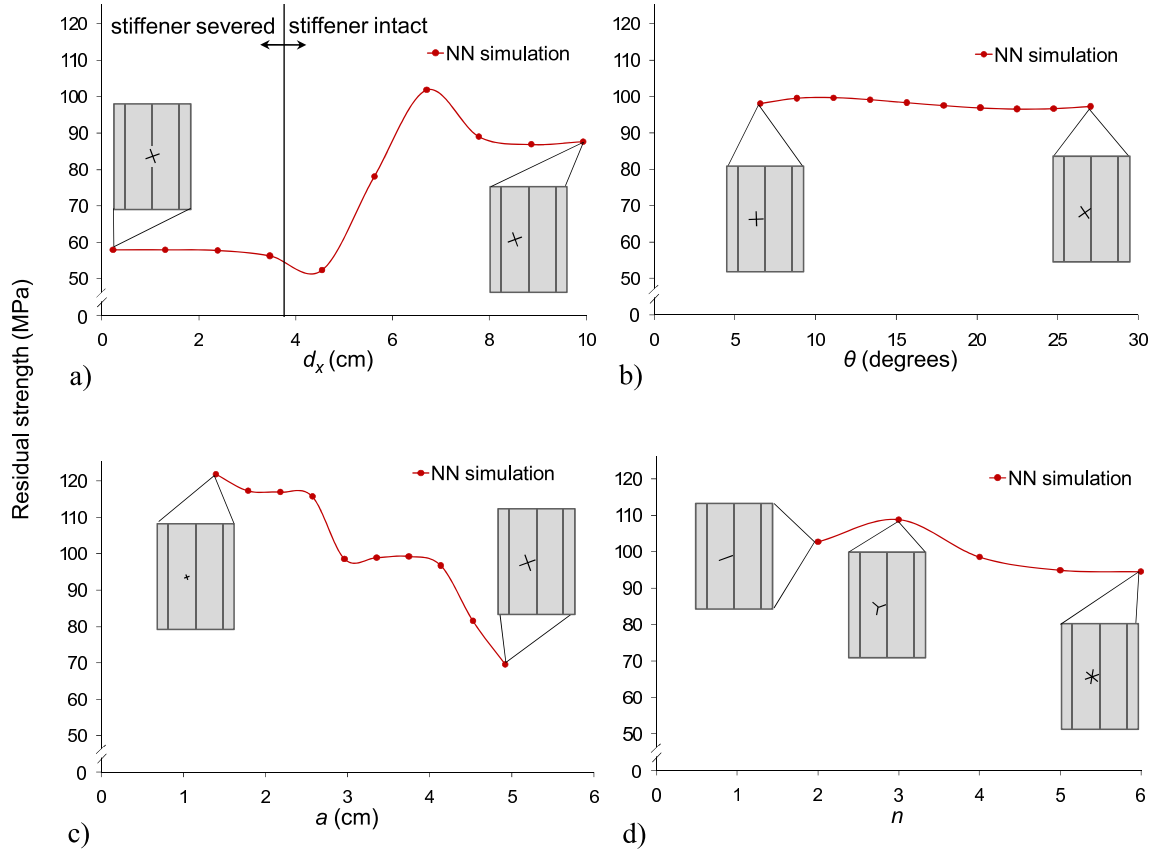 Residual strength (MPa)
stiffener severed stiffener intact
NN simulation
120
110
100
90
80
70
60
50
0
0 2 4 6 8 10
dₓ (cm)
a)
NN simulation
120
110
100
90
80
70
60
50
0
0 5 10 15 20 25 30
θ (degrees)
b)
NN simulation
120
110
100
90
80
70
60
50
0
0 1 2 3 4 5 6
a (cm)
c)
NN simulation
120
110
100
90
80
70
60
50
0
0 1 2 3 4 5 6
n
d)